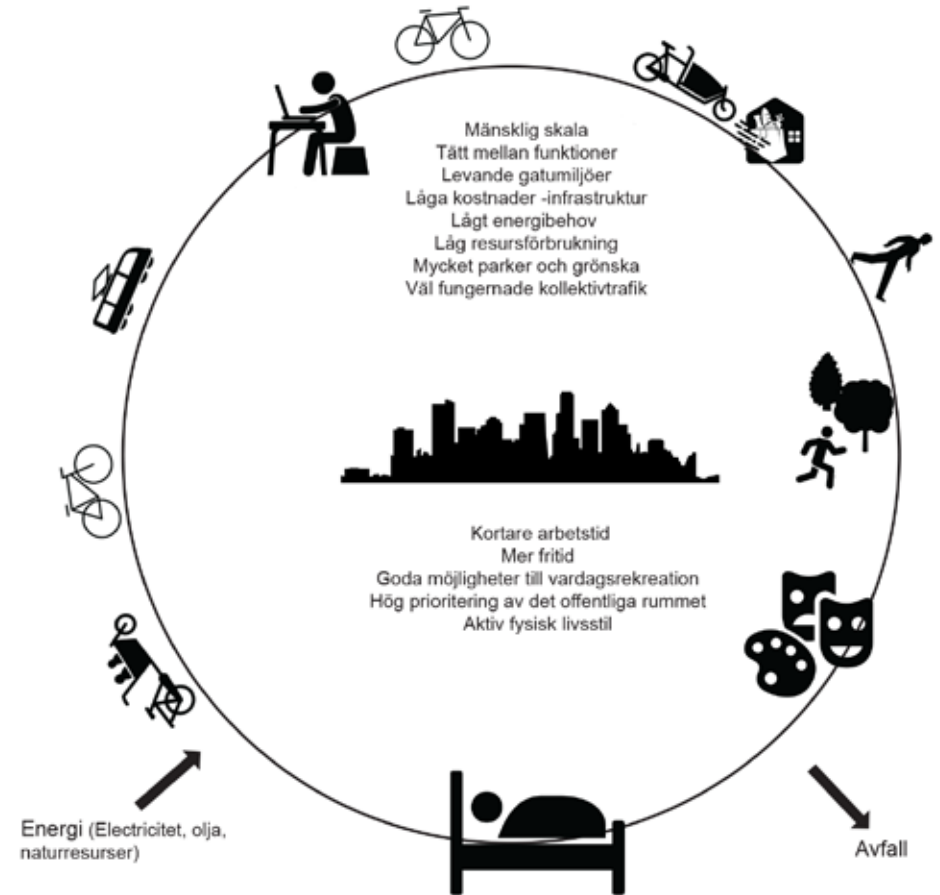 Mänsklig skala
Tätt mellan funktioner
Levande gatumiljöer
Låga kostnader -infrastruktur
Lågt energibehov
Låg resursförbrukning
Mycket parker och grönska
Väl fungernade kollektivtrafik
Kortare arbetstid
Mer fritid
Goda möjligheter till vardagsrekreation
Hög prioritering av det offentliga rummet
Aktiv fysisk livsstil
Energi (Electricitet, olja,
naturresurser)
Avfall